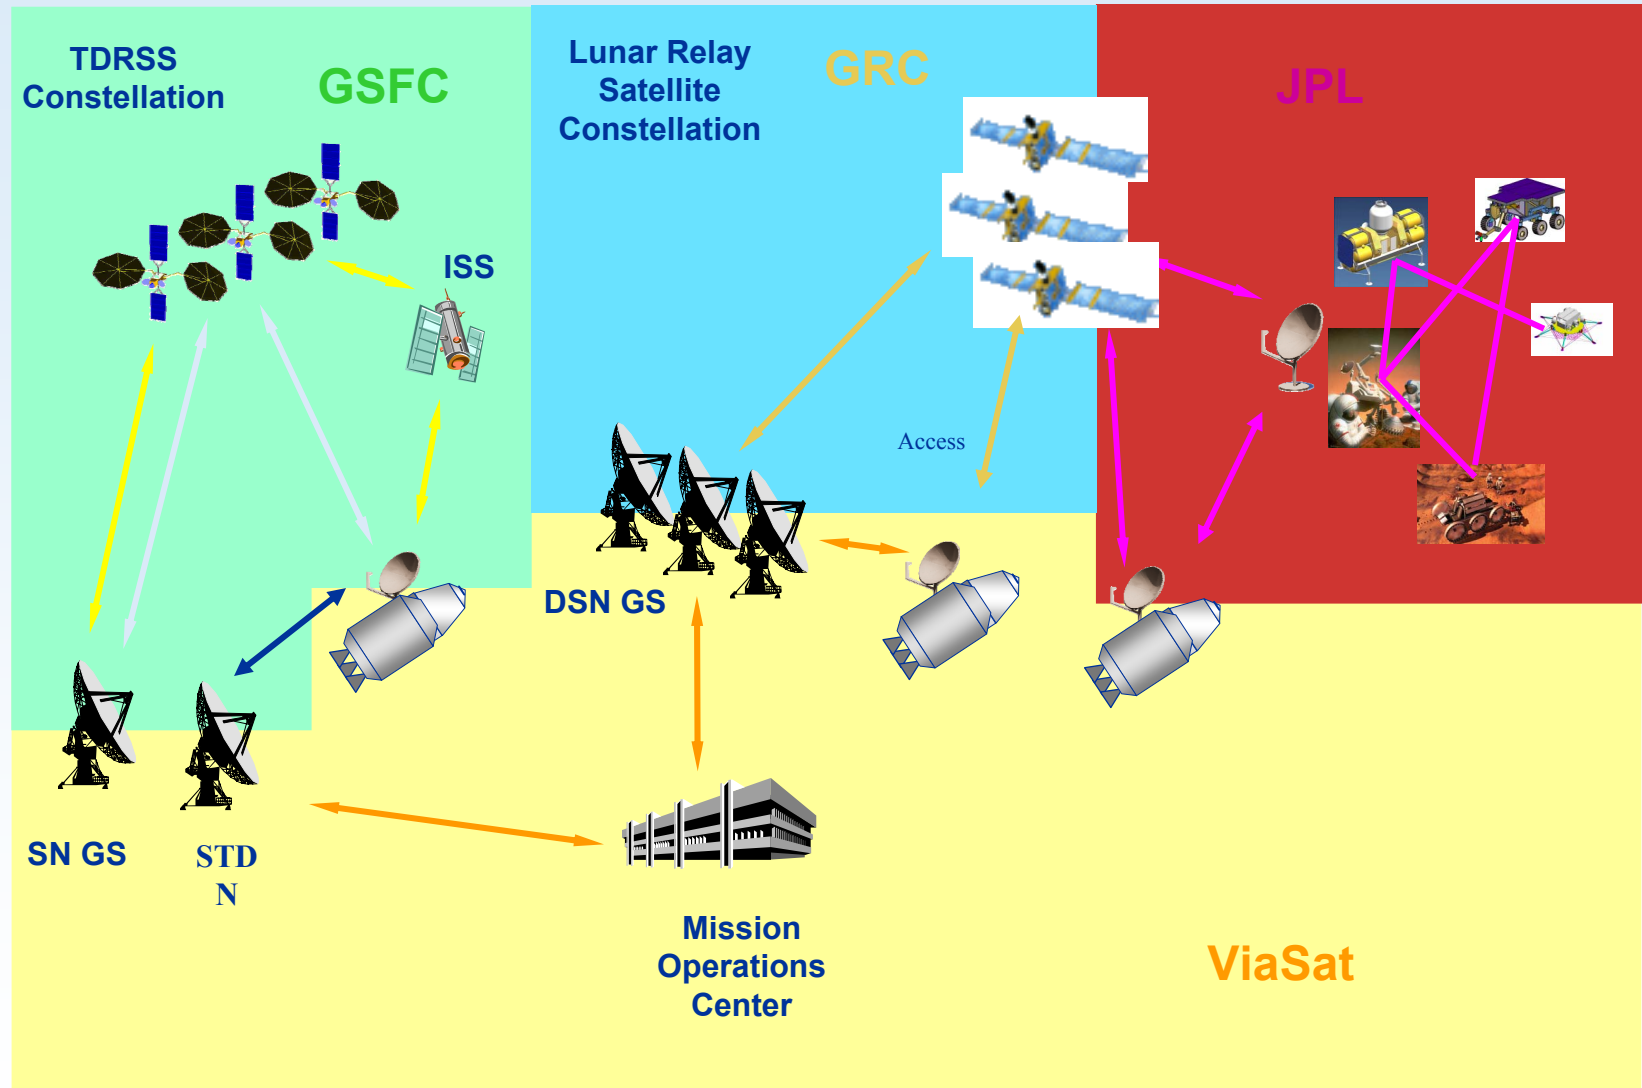 TDRSS
Constellation
GSFC
Lunar Relay
Satellite
Constellation
GRC
JPL
ISS
Access
DSN GS
SN GS
STD
N
Mission
Operations
Center
ViaSat